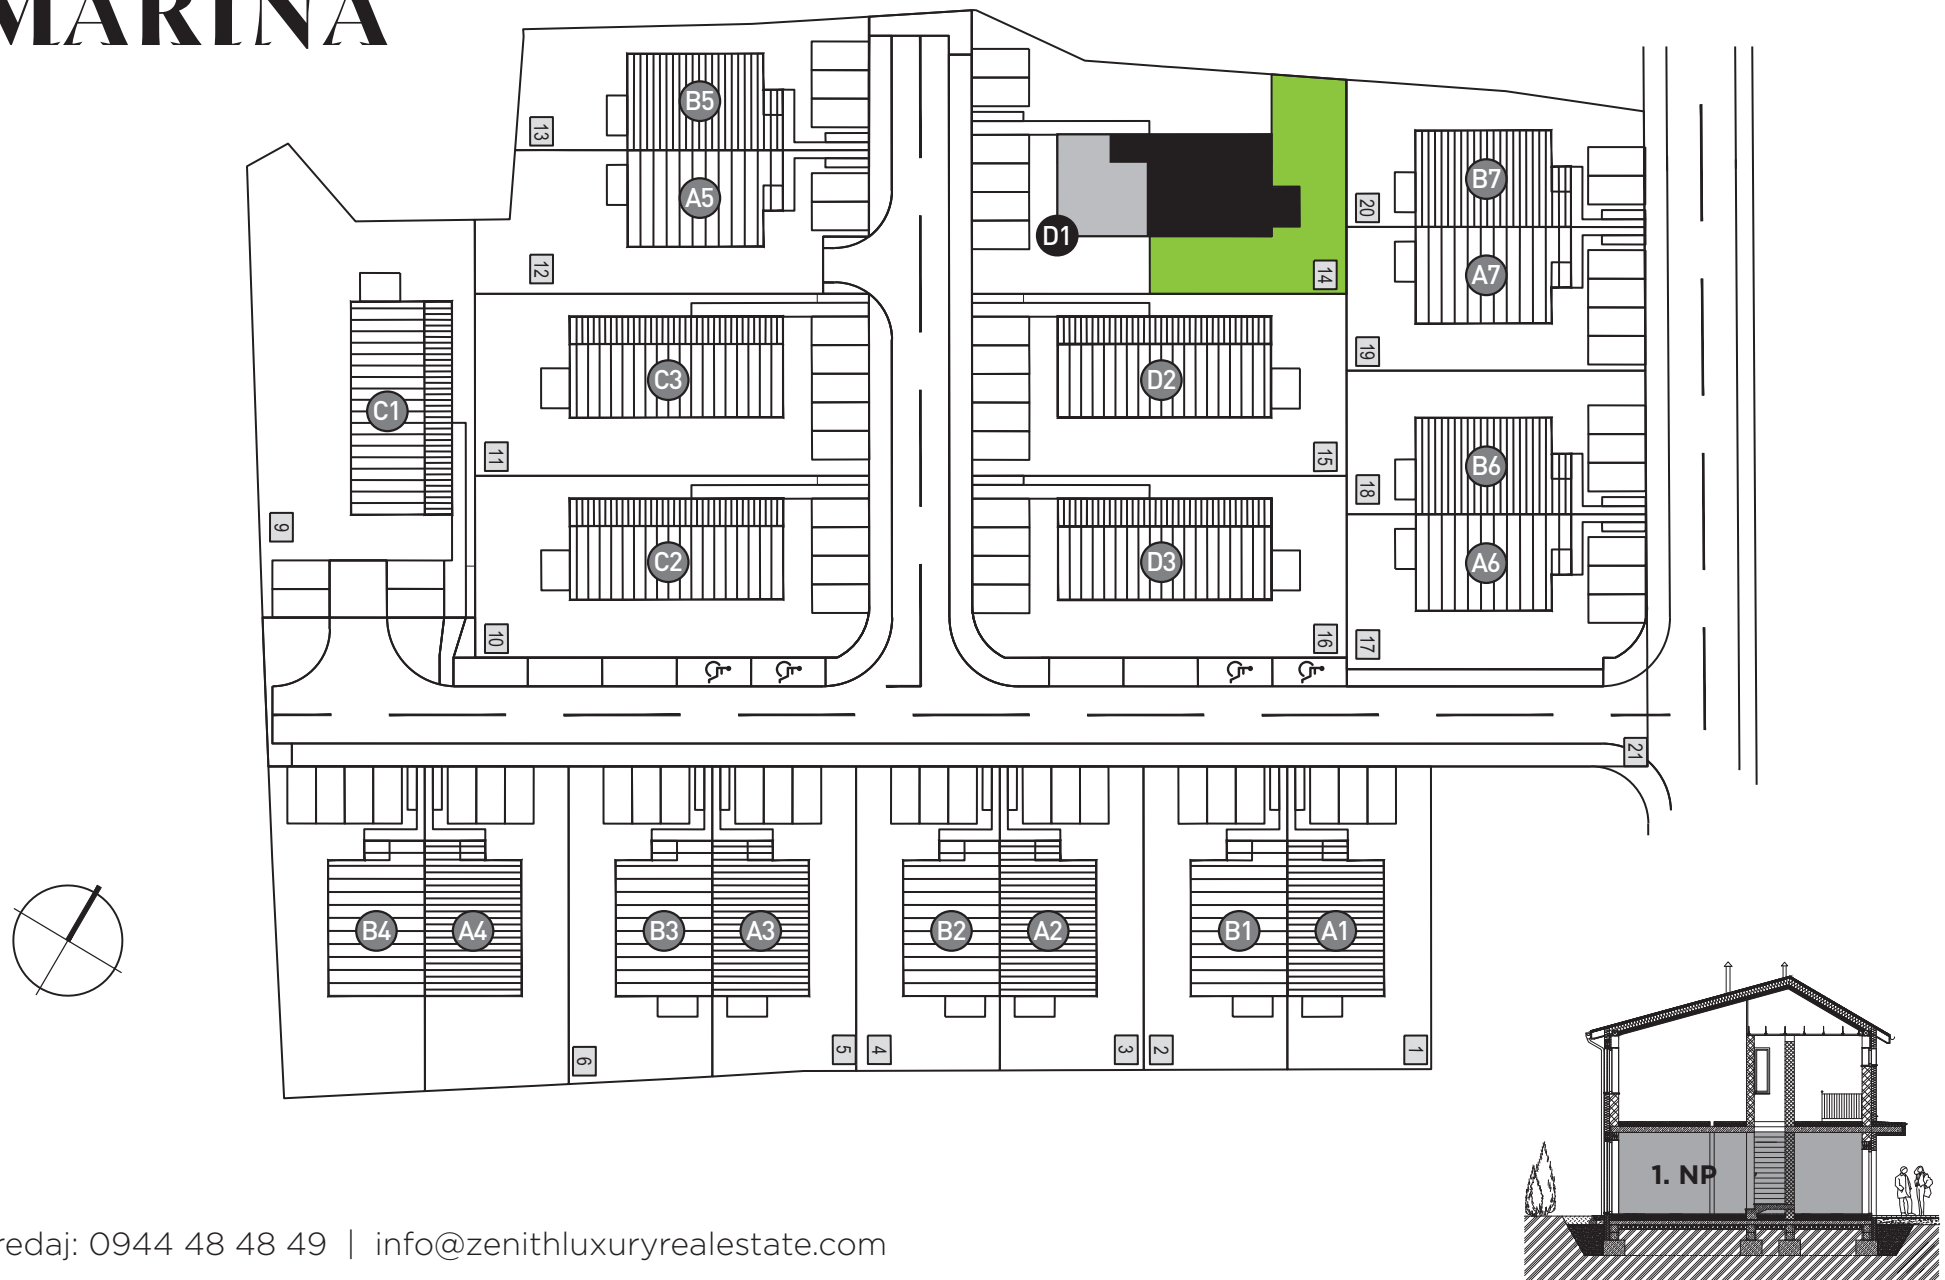 MARINA
B5
13
A5
12
D1
14
B7
20
A7
19
C1
C3
11
D2
15
B6
18
9
C2
10
D3
16
A6
17
21
B4
A4
B3
A3
B2
A2
B1
A1
6
5
4
3
2
1
1. NP
redaj: 0944 48 48 49 | info@zenithluxuryrealestate.com